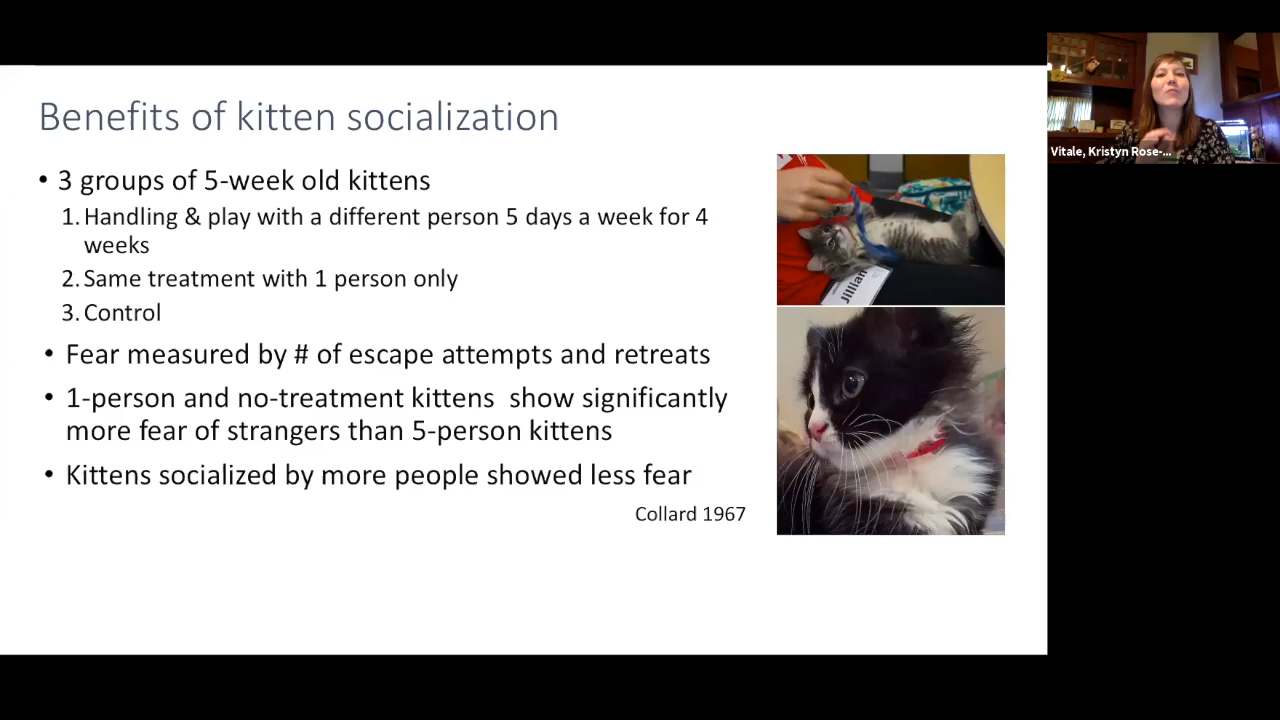 Benefits of kitten socialization
• 3 groups of 5-week old kittens
1. Handling & play with a different person 5 days a week for 4
weeks
2. Same treatment with 1 person only
3. Control
• Fear measured by # of escape attempts and retreats
• 1-person and no-treatment kittens  show significantly
more fear of strangers than 5-person kittens
• Kittens socialized by more people showed less fear
Collard 1967
Jillian
Vitale, Kristyn Rose-...